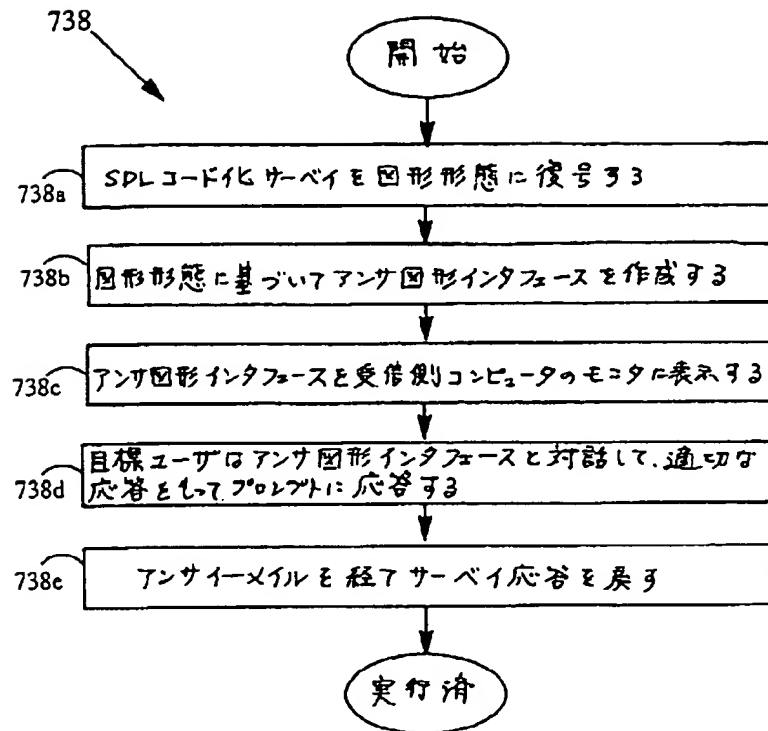 738
開始
738a
SDLコード化サーベイを図形形態に復号する
738b
図形形態に基づいてアンサ図形インタフェースを作成する
738c
アンサ図形インタフェースを受信側コンピュータのモニタに表示する
738d
目標ユーザはアンサ図形インタフェースと対話して、適切な
応答をもってプロンプトに応答する
738e
アンサイーメイルを経てサーベイ応答を戻す
実行済